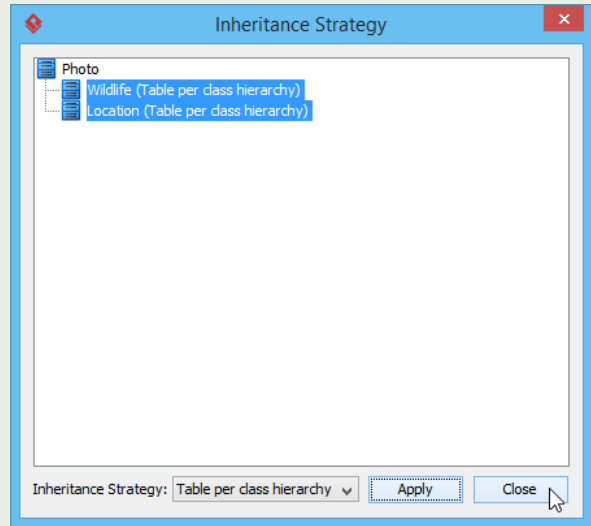 Inheritance Strategy
Photo
Wildlife (Table per class hierarchy)
Location (Table per class hierarchy)
Inheritance Strategy: Table per class hierarchy Apply Close